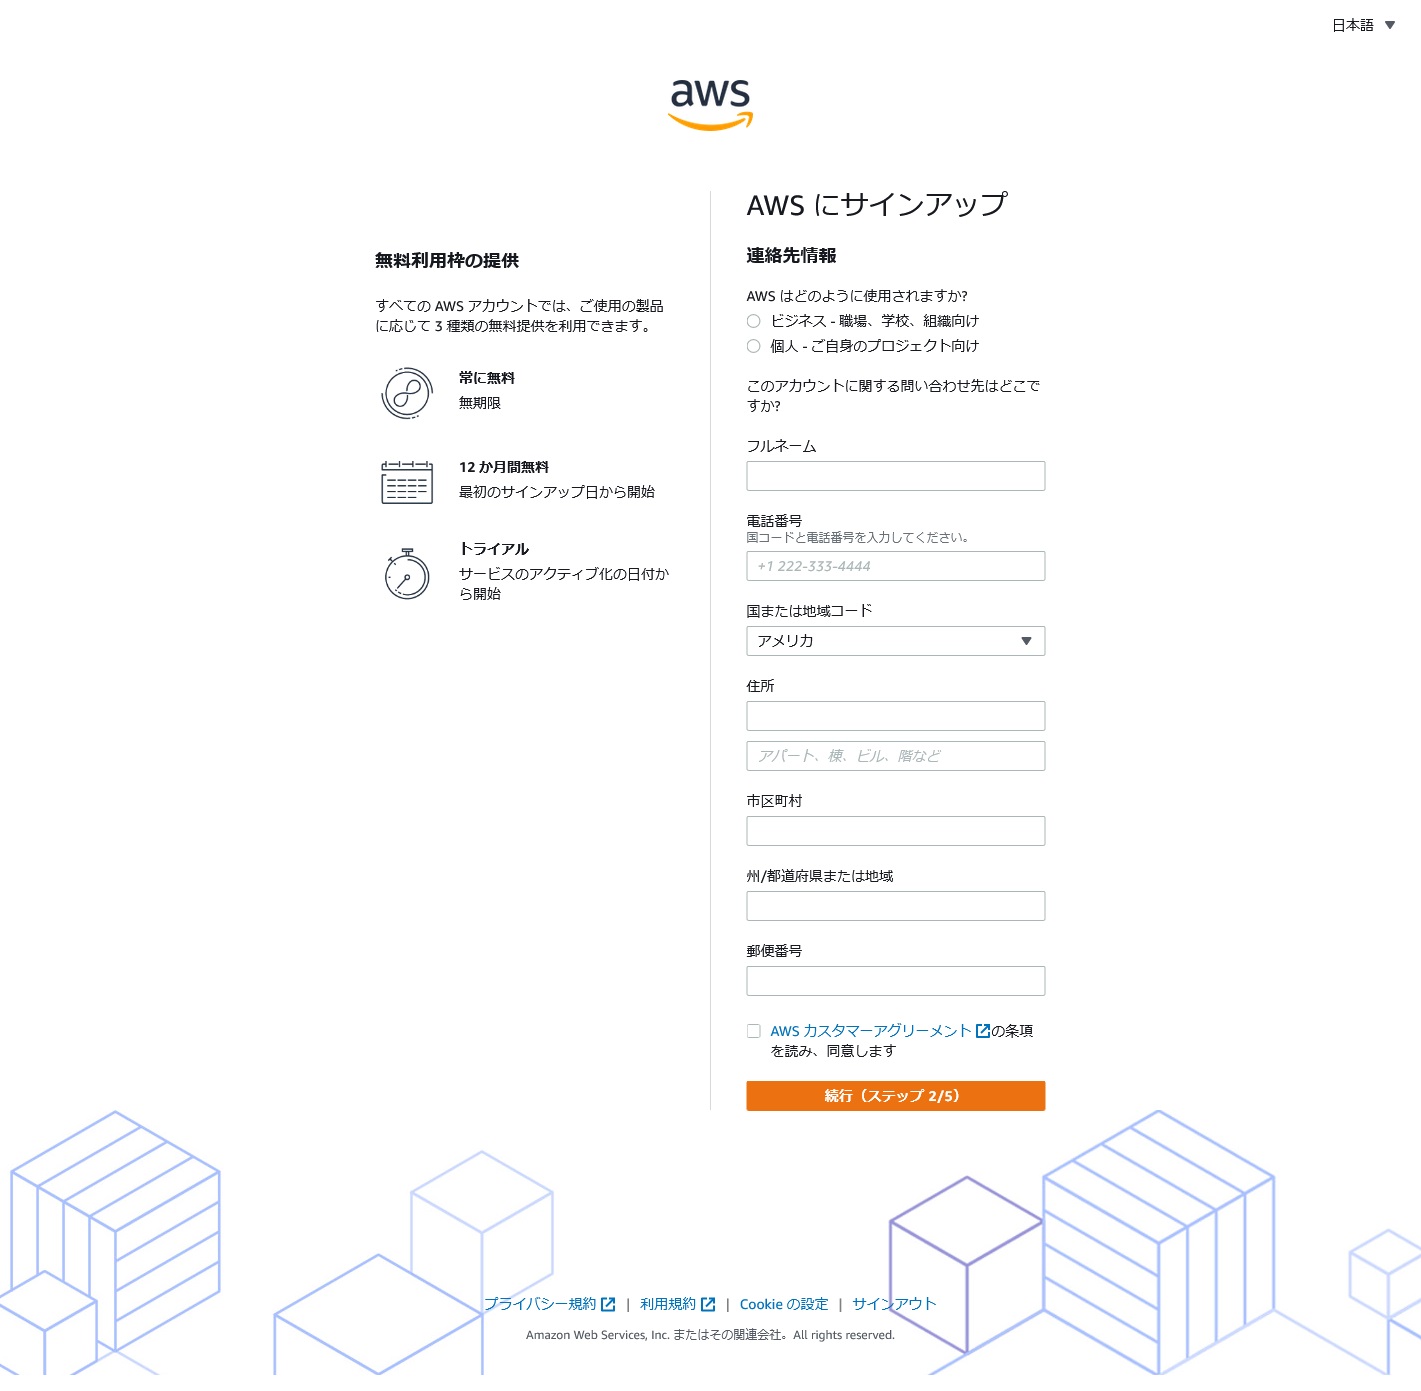 日本語
aws
無料利用枠の提供
すべての AWS アカウントでは、ご使用の製品
に応じて 3 種類の無料提供を利用できます。
常に無料
無期限
12 か月間無料
最初のサインアップ日から開始
トライアル
サービスのアクティブ化の日付か
ら開始
AWS にサインアップ
連絡先情報
AWS はどのように使用されますか?
ビジネス - 職場、学校、組織向け
個人 - ご自身のプロジェクト向け
このアカウントに関する問い合わせ先はどこで
すか?
フルネーム
電話番号
国コードと電話番号を入力してください。
+1 222-333-4444
国または地域コード
アメリカ
住所
アパート、棟、ビル、階など
市区町村
州/都道府県または地域
郵便番号
AWS カスタマーアグリーメント の条項
を読み、同意します
続行（ステップ 2/5）
プライバシー規約 | 利用規約 | Cookie の設定 | サインアウト
Amazon Web Services, Inc. またはその関連会社。All rights reserved.